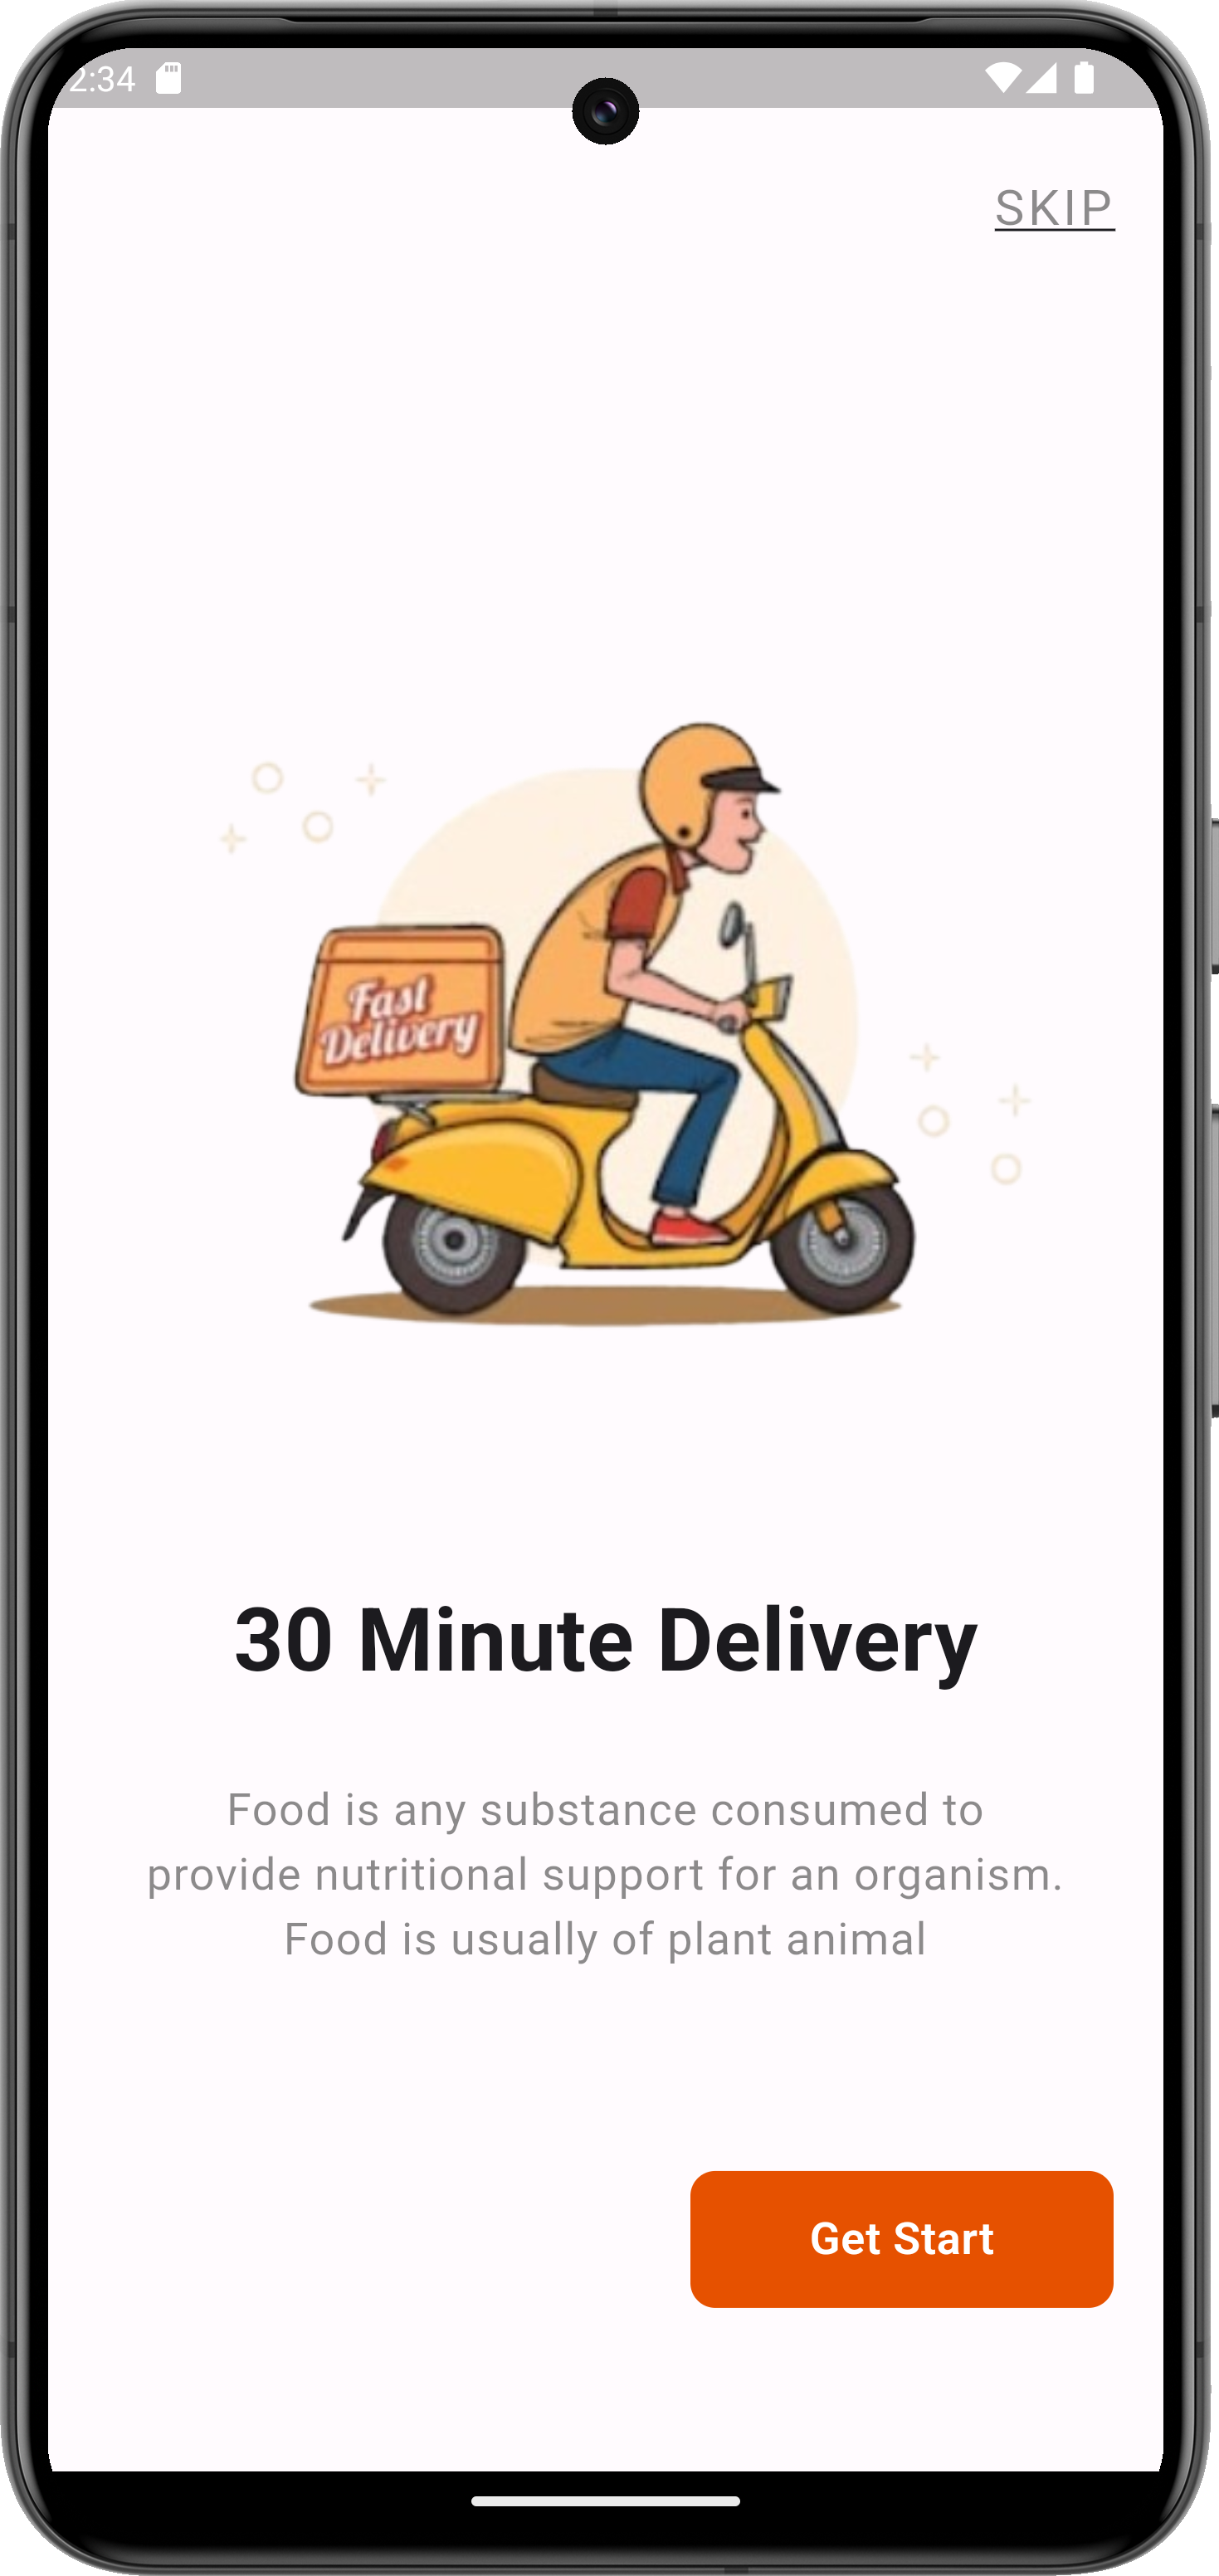 2:34
SKIP
Fast
Delivery
30 Minute Delivery
Food is any substance consumed to
provide nutritional support for an organism.
Food is usually of plant animal
Get Start